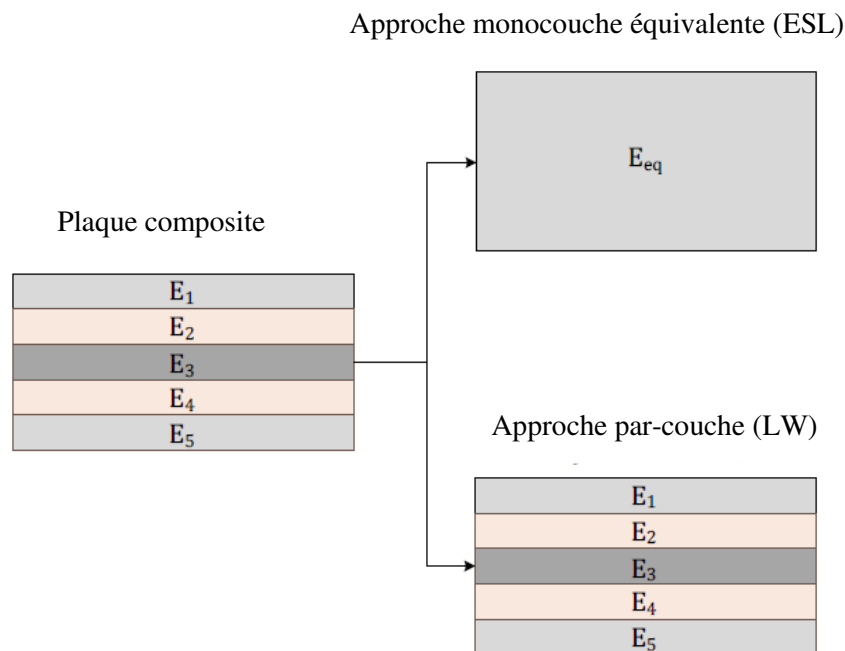 Approche monocouche équivalente (ESL)
E_eq
Plaque composite
E₁
E₂
E₃
E₄
E₅
Approche par-couche (LW)
E₁
E₂
E₃
E₄
E₅